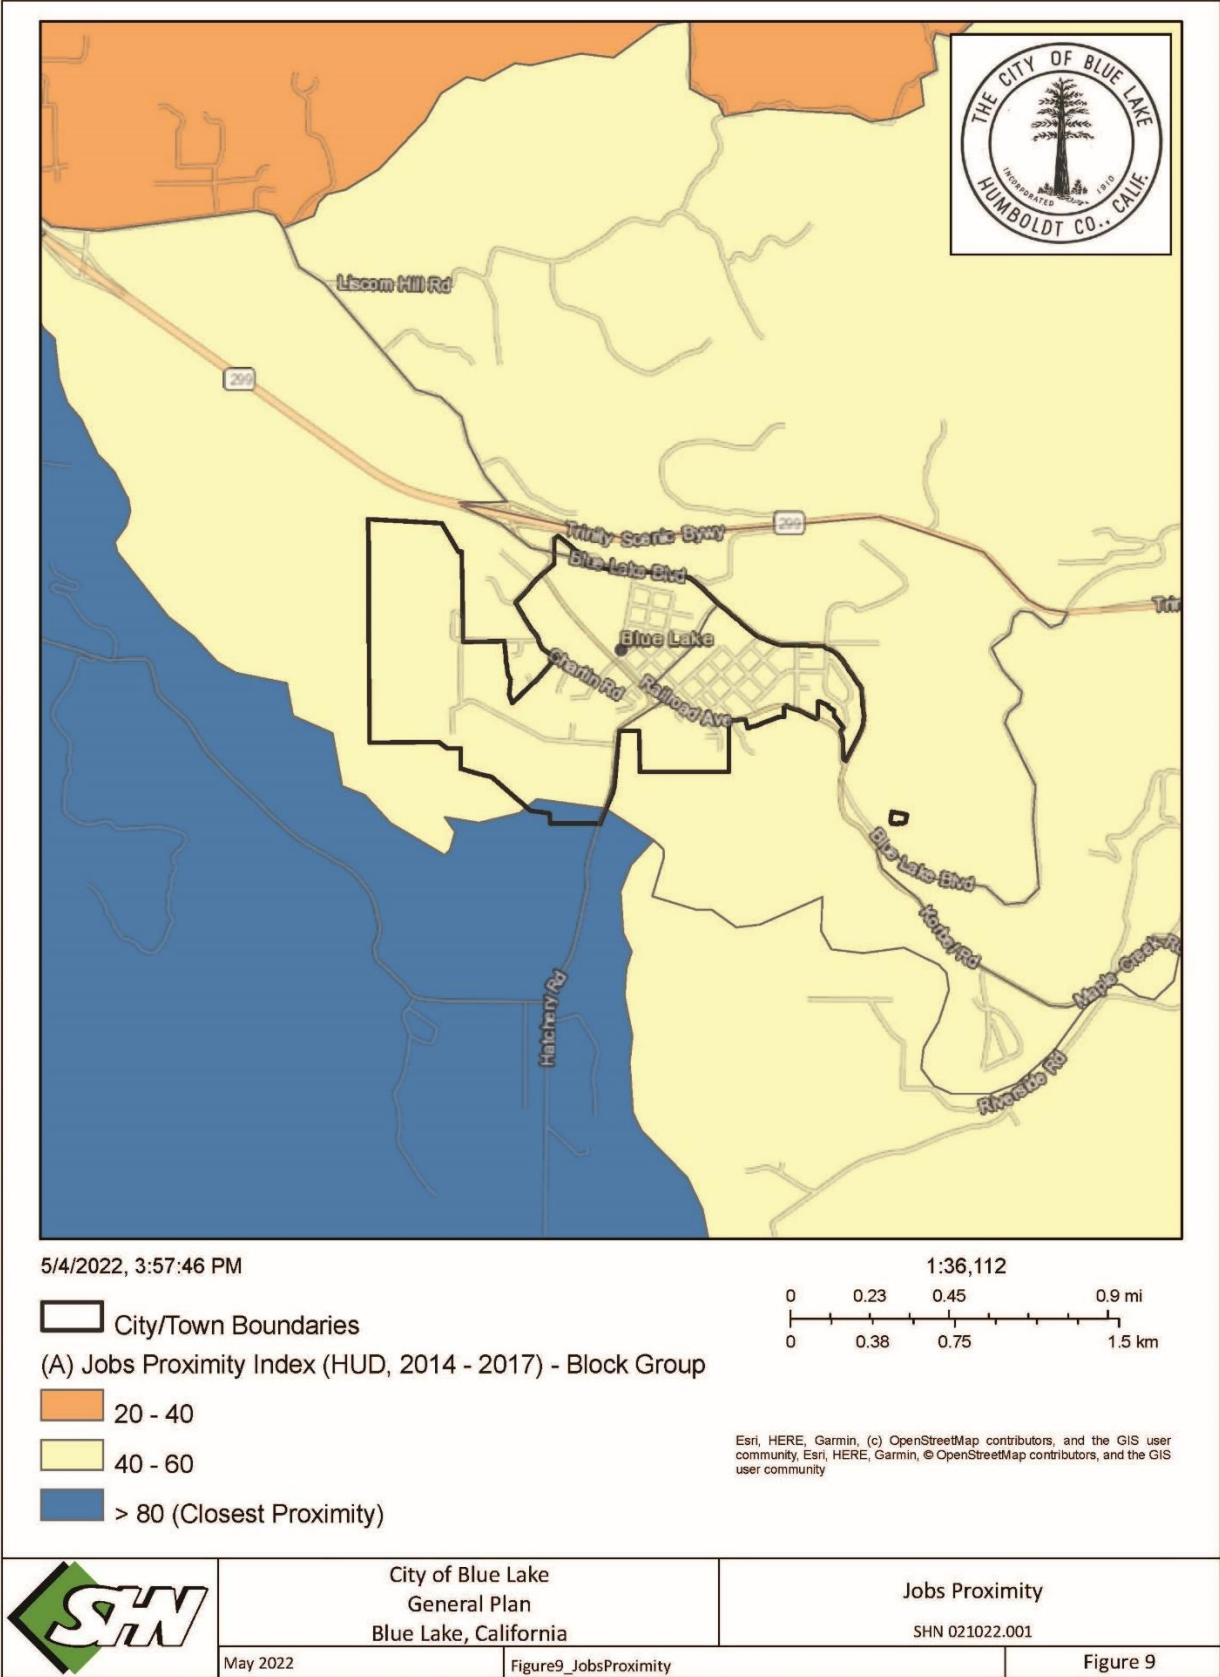 THE CITY OF BLUE LAKE
INCORPORATED 1910
HUMBOLDT CO., CALIF.
Liscom Hill Rd
299
Trinity Scenic Bywy
299
Blue Lake Blvd
Trin
Blue Lake
Chartin Rd
Railroad Ave
Blue Lake Blvd
Korbel Rd
Maple Creek Rd
Hatchery Rd
Riverside Rd
5/4/2022, 3:57:46 PM
1:36,112
0 0.23 0.45 0.9 mi
0 0.38 0.75 1.5 km
City/Town Boundaries
(A) Jobs Proximity Index (HUD, 2014 - 2017) - Block Group
20 - 40
40 - 60
> 80 (Closest Proximity)
Esri, HERE, Garmin, (c) OpenStreetMap contributors, and the GIS user
community, Esri, HERE, Garmin, © OpenStreetMap contributors, and the GIS
user community
SHN
City of Blue Lake
General Plan
Blue Lake, California
Jobs Proximity
SHN 021022.001
May 2022
Figure9_JobsProximity
Figure 9